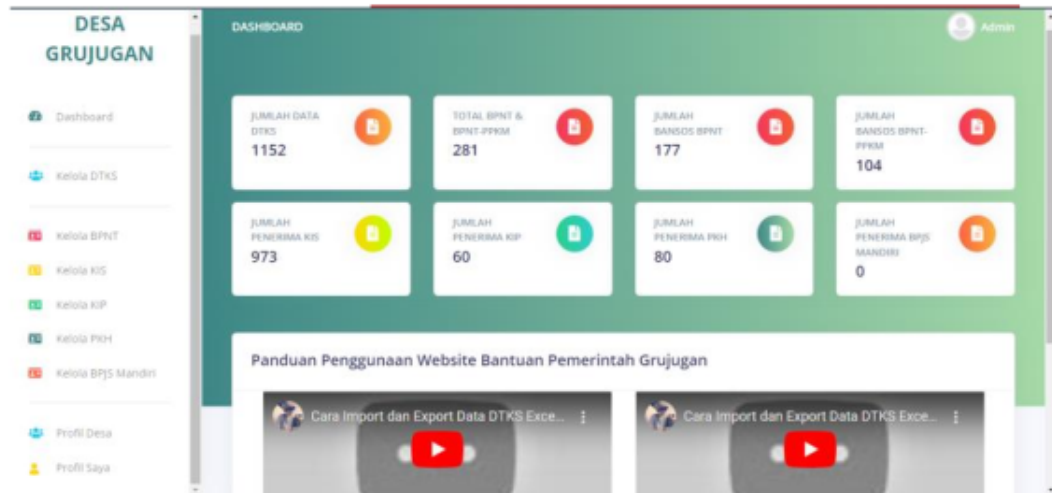 DESA
GRUJUGAN
Dashboard
Kelola DTKS
Kelola BPNT
Kelola KIS
Kelola KIP
Kelola PKH
Kelola BPJS Mandiri
Profil Desa
Profil Saya
DASHBOARD
Admin
JUMLAH DATA
DTKS
1152
TOTAL BPNT &
BPNT-PPKM
281
JUMLAH
BANSOS BPNT
177
JUMLAH
BANSOS BPNT-
PPKM
104
JUMLAH
PENERIMA KIS
973
JUMLAH
PENERIMA KIP
60
JUMLAH
PENERIMA PKH
80
JUMLAH
PENERIMA BPJS
MANDIRI
0
Panduan Penggunaan Website Bantuan Pemerintah Grujugan
Cara Import dan Export Data DTKS Exce...
Cara Import dan Export Data DTKS Exce...